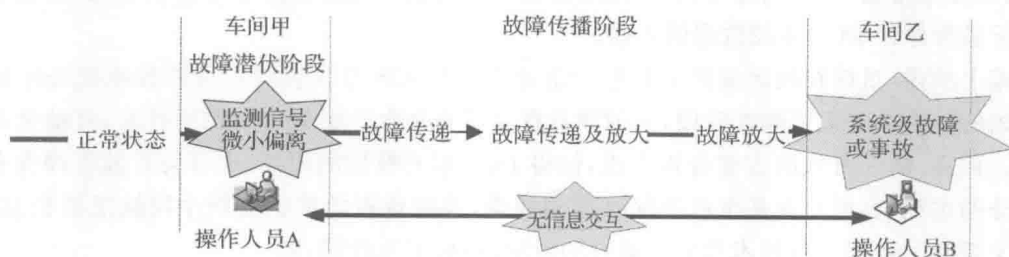 车间甲
故障传播阶段
车间乙
故障潜伏阶段
正常状态
监测信号
微小偏离
故障传递
故障传递及放大
故障放大
系统级故障
或事故
无信息交互
操作人员A
操作人员B